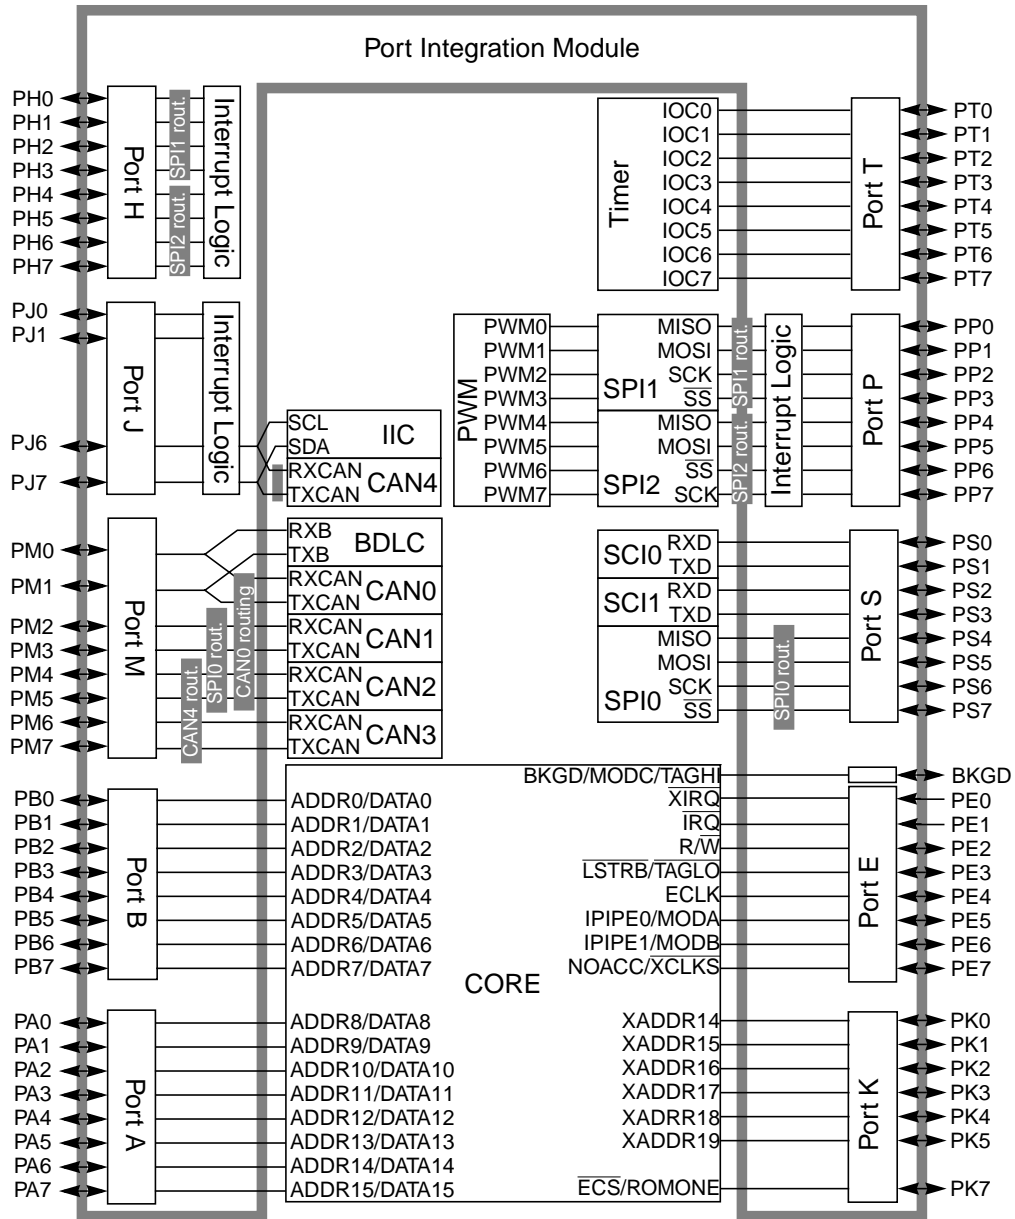 Port Integration Module
PH0
PH1
PH2
PH3
PH4
PH5
PH6
PH7
Port H
SPI1 rout.
SPI2 rout.
Interrupt Logic
PJ0
PJ1
PJ6
PJ7
Port J
Interrupt Logic
SCL
SDA
IIC
RXCAN
TXCAN
CAN4
PM0
PM1
PM2
PM3
PM4
PM5
PM6
PM7
Port M
CAN4 rout.
SPI0 rout.
CAN0 routing
RXB
TXB
BDLC
RXCAN
TXCAN
CAN0
RXCAN
TXCAN
CAN1
RXCAN
TXCAN
CAN2
RXCAN
TXCAN
CAN3
PB0
PB1
PB2
PB3
PB4
PB5
PB6
PB7
Port B
ADDR0/DATA0
ADDR1/DATA1
ADDR2/DATA2
ADDR3/DATA3
ADDR4/DATA4
ADDR5/DATA5
ADDR6/DATA6
ADDR7/DATA7
PA0
PA1
PA2
PA3
PA4
PA5
PA6
PA7
Port A
ADDR8/DATA8
ADDR9/DATA9
ADDR10/DATA10
ADDR11/DATA11
ADDR12/DATA12
ADDR13/DATA13
ADDR14/DATA14
ADDR15/DATA15
CORE
Timer
IOC0
IOC1
IOC2
IOC3
IOC4
IOC5
IOC6
IOC7
Port T
PT0
PT1
PT2
PT3
PT4
PT5
PT6
PT7
PWM
PWM0
PWM1
PWM2
PWM3
PWM4
PWM5
PWM6
PWM7
SPI1
MISO
MOSI
SCK
SS
SPI2
MISO
MOSI
SS
SCK
SPI1 rout.
SPI2 rout.
Interrupt Logic
Port P
PP0
PP1
PP2
PP3
PP4
PP5
PP6
PP7
SCI0
RXD
TXD
SCI1
RXD
TXD
SPI0
MISO
MOSI
SCK
SS
SPI0 rout.
Port S
PS0
PS1
PS2
PS3
PS4
PS5
PS6
PS7
BKGD/MODC/TAGHI
XIRQ
IRQ
R/W
LSTRB/TAGLO
ECLK
IPIPE0/MODA
IPIPE1/MODB
NOACC/XCLKS
Port E
BKGD
PE0
PE1
PE2
PE3
PE4
PE5
PE6
PE7
XADDR14
XADDR15
XADDR16
XADDR17
XADRR18
XADDR19
ECS/ROMONE
Port K
PK0
PK1
PK2
PK3
PK4
PK5
PK7